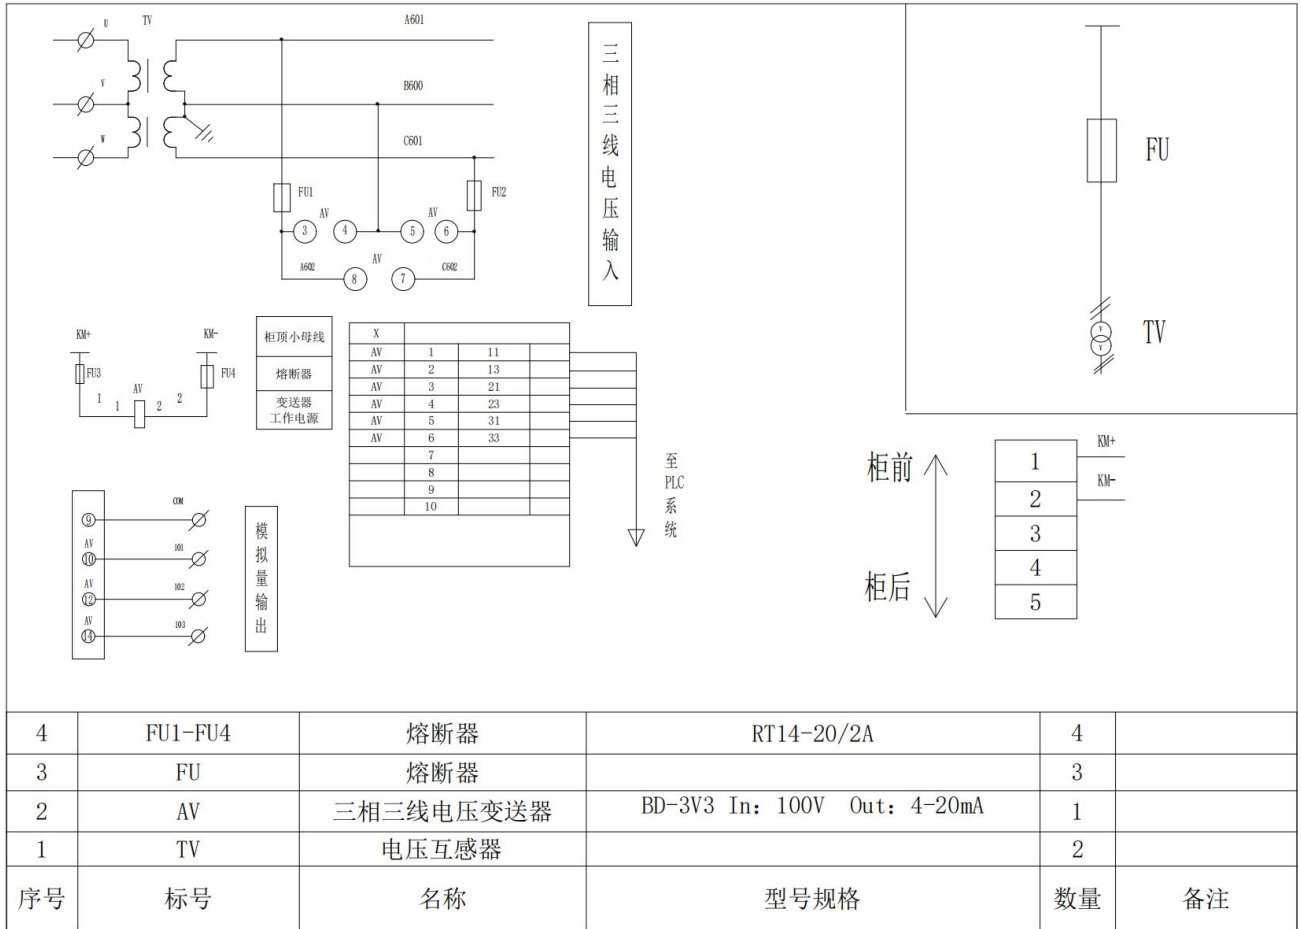 U
TV
A601
V
B600
W
C601
FU1
FU2
AV
AV
3
4
5
6
A602
AV
C602
8
7
三相三线电压输入
FU
TV
V
V
KM+
KM-
FU3
FU4
AV
1
1
2
2
柜顶小母线
熔断器
变送器
工作电源
X
AV 1 11
AV 2 13
AV 3 21
AV 4 23
AV 5 31
AV 6 33
7
8
9
10
至
PLC
系
统
柜前
柜后
1 KM+
2 KM-
3
4
5
9 COM
AV
10 101
AV
12 102
AV
14 103
模拟量输出
4 FU1-FU4 熔断器 RT14-20/2A 4
3 FU 熔断器 3
2 AV 三相三线电压变送器 BD-3V3 In: 100V Out: 4-20mA 1
1 TV 电压互感器 2
序号 标号 名称 型号规格 数量 备注